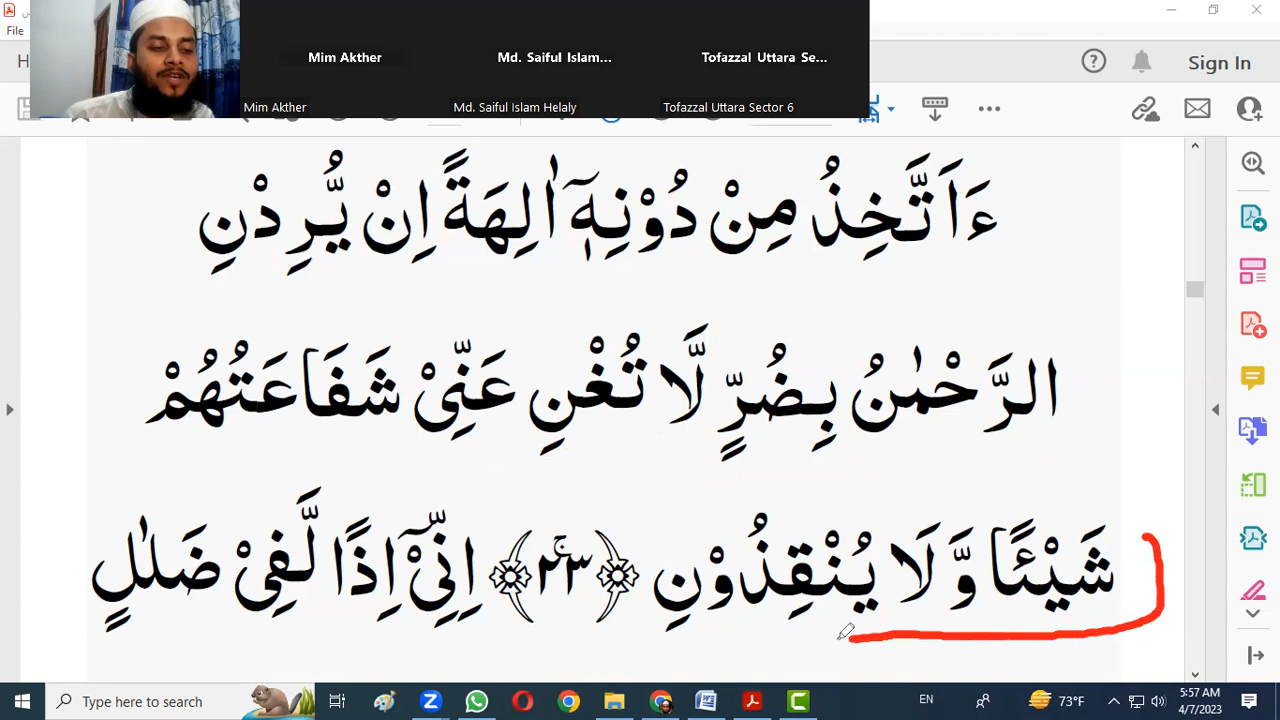 File
Mim Akther
Md. Saiful Islam...
Tofazzal Uttara Se...
Mim Akther
Md. Saiful Islam Helaly
Tofazzal Uttara Sector 6
Sign In
ءَاَتَّخِذُ مِنْ دُوْنِهٖٓ اٰلِهَةً اِنْ يُّرِدْنِ
الرَّحْمٰنُ بِضُرٍّ لَّا تُغْنِ عَنِّيْ شَفَاعَتُهُمْ
شَيْـًٔا وَّلَا يُنْقِذُوْنِ ﴿٢٣ۚ﴾ اِنِّيْٓ اِذًا لَّفِيْ ضَلٰلٍ
Type here to search
73°F
EN
5:57 AM
4/7/2023